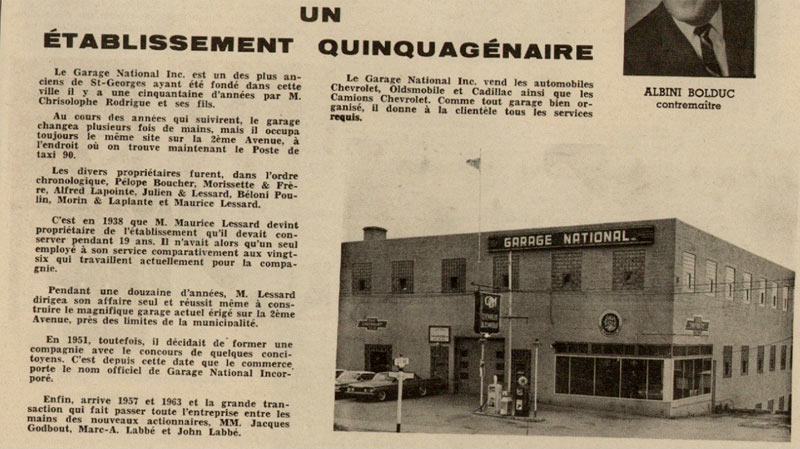 UN
ÉTABLISSEMENT QUINQUAGÉNAIRE
Le Garage National Inc. est un des plus an-
ciens de St-Georges ayant été fondé dans cette
ville il y a une cinquantaine d'années par M.
Chrisolophe Rodrigue et ses fils.
Au cours des années qui suivirent, le garage
changea plusieurs fois de mains, mais il occupa
toujours le même site sur la 2ème Avenue, à
l'endroit où on trouve maintenant le Poste de
taxi 90.
Les divers propriétaires furent, dans l'ordre
chronologique, Pélope Boucher, Morissette & Frè-
re, Alfred Lapointe, Julien & Lessard, Béloni Pou-
lin, Morin & Laplante et Maurice Lessard.
C'est en 1938 que M. Maurice Lessard devint
propriétaire de l'établissement qu'il devait con-
server pendant 19 ans. Il n'avait alors qu'un seul
employé à son service comparativement aux vingt-
six qui travaillent actuellement pour la compa-
gnie.
Pendant une douzaine d'années, M. Lessard
dirigea son affaire seul et réussit même à cons-
truire le magnifique garage actuel érigé sur la 2ème
Avenue, près des limites de la municipalité.
En 1951, toutefois, il décidait de former une
compagnie avec le concours de quelques conci-
toyens. C'est depuis cette date que le commerce
porte le nom officiel de Garage National Incor-
poré.
Enfin, arrive 1957 et 1963 et la grande tran-
saction qui fait passer toute l'entreprise entre les
mains des nouveaux actionnaires, MM. Jacques
Godbout, Marc-A. Labbé et John Labbé.
Le Garage National Inc. vend les automobiles
Chevrolet, Oldsmobile et Cadillac ainsi que les
Camions Chevrolet. Comme tout garage bien or-
ganisé, il donne à la clientèle tous les services
requis.
ALBINI BOLDUC
contremaître
GARAGE NATIONAL
GM